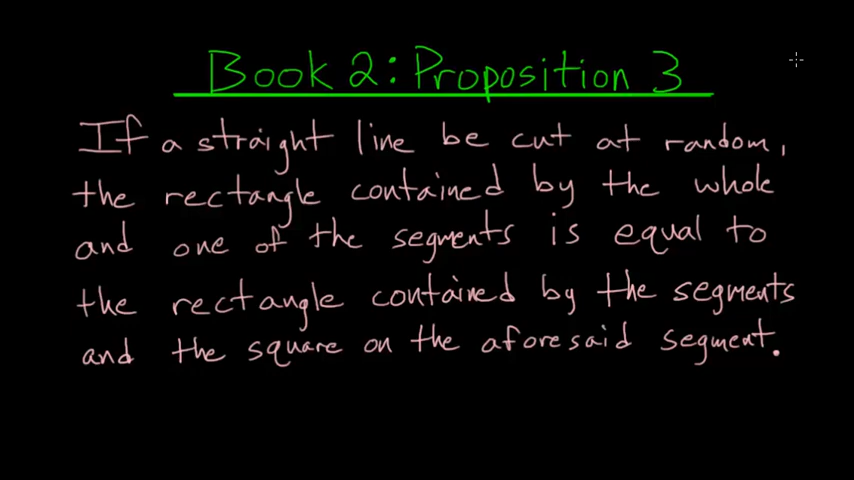 Book 2: Proposition 3
If a straight line be cut at random,
the rectangle contained by the whole
and one of the segments is equal to
the rectangle contained by the segments
and the square on the aforesaid segment.